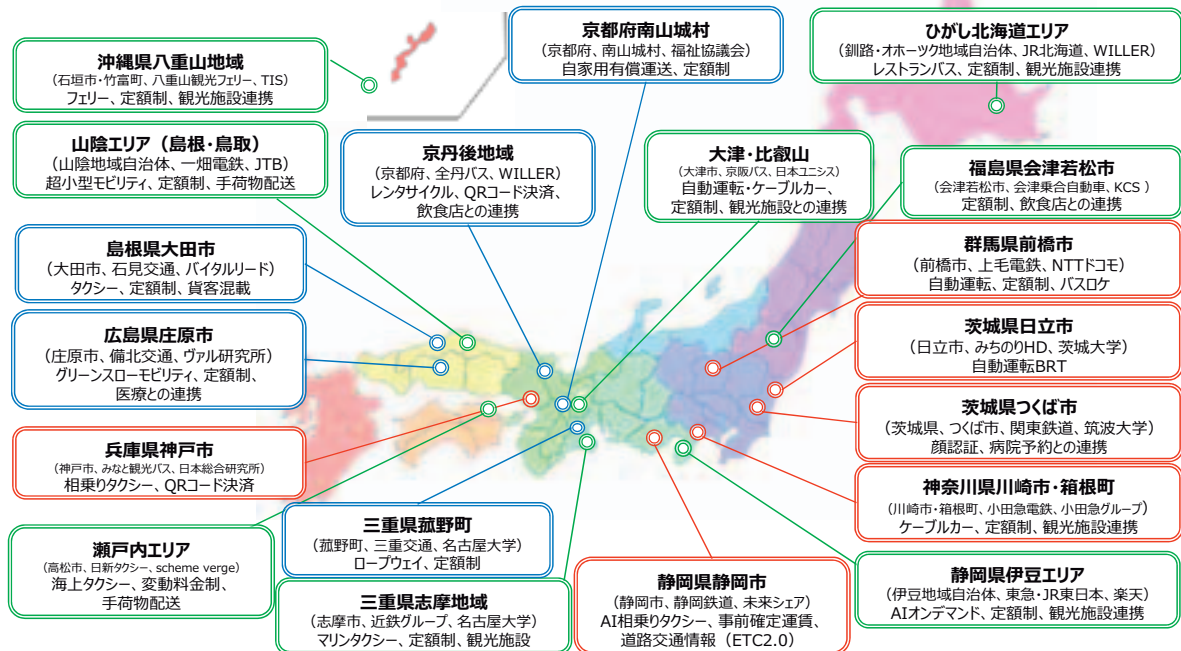 沖縄県八重山地域
（石垣市・竹富町、八重山観光フェリー、TIS）
フェリー、定額制、観光施設連携
山陰エリア（島根・鳥取）
（山陰地域自治体、一畑電鉄、JTB）
超小型モビリティ、定額制、手荷物配送
島根県大田市
（大田市、石見交通、バイタルリード）
タクシー、定額制、貨客混載
広島県庄原市
（庄原市、備北交通、ヴァル研究所）
グリーンスローモビリティ、定額制、
医療との連携
兵庫県神戸市
（神戸市、みなと観光バス、日本総合研究所）
相乗りタクシー、QRコード決済
瀬戸内エリア
（高松市、日新タクシー、scheme verge）
海上タクシー、変動料金制、
手荷物配送
京都府南山城村
（京都府、南山城村、福祉協議会）
自家用有償運送、定額制
京丹後地域
（京都府、全丹バス、WILLER）
レンタサイクル、QRコード決済、
飲食店との連携
大津・比叡山
（大津市、京阪バス、日本ユニシス）
自動運転・ケーブルカー、
定額制、観光施設との連携
三重県菰野町
（菰野町、三重交通、名古屋大学）
ロープウェイ、定額制
三重県志摩地域
（志摩市、近鉄グループ、名古屋大学）
マリンタクシー、定額制、観光施設
静岡県静岡市
（静岡市、静岡鉄道、未来シェア）
AI相乗りタクシー、事前確定運賃、
道路交通情報（ETC2.0）
ひがし北海道エリア
（釧路・オホーツク地域自治体、JR北海道、WILLER）
レストランバス、定額制、観光施設連携
福島県会津若松市
（会津若松市、会津乗合自動車、KCS ）
定額制、飲食店との連携
群馬県前橋市
（前橋市、上毛電鉄、NTTドコモ）
自動運転、定額制、バスロケ
茨城県日立市
（日立市、みちのりHD、茨城大学）
自動運転BRT
茨城県つくば市
（茨城県、つくば市、関東鉄道、筑波大学）
顔認証、病院予約との連携
神奈川県川崎市・箱根町
（川崎市・箱根町、小田急電鉄、小田急グループ）
ケーブルカー、定額制、観光施設連携
静岡県伊豆エリア
（伊豆地域自治体、東急・JR東日本、楽天）
AIオンデマンド、定額制、観光施設連携